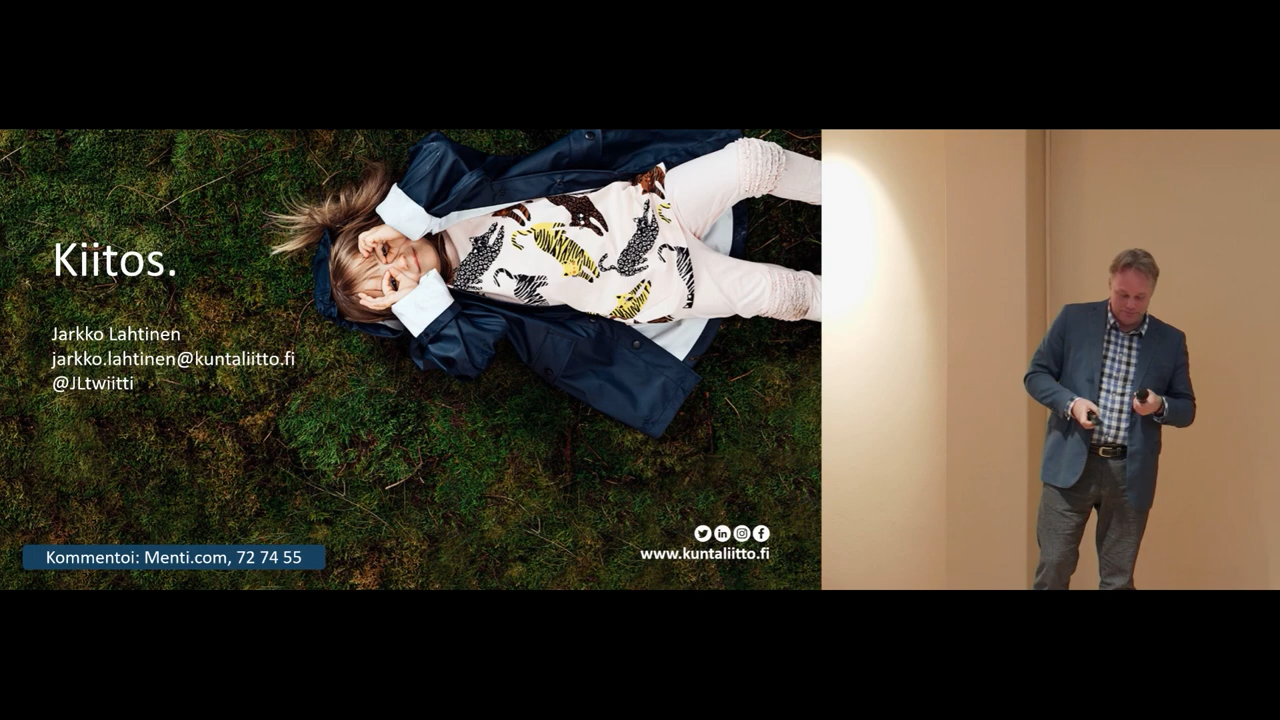 Kiitos.
Jarkko Lahtinen
jarkko.lahtinen@kuntaliitto.fi
@JLtwiitti
Kommentoi: Menti.com, 72 74 55
www.kuntaliitto.fi